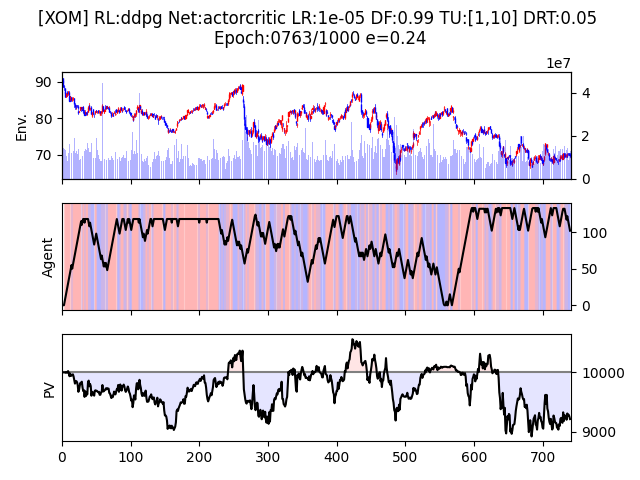 [XOM] RL:ddpg Net:actorcritic LR:1e-05 DF:0.99 TU:[1,10] DRT:0.05
Epoch:0763/1000 e=0.24
1e7
90
80
70
Env.
4
2
0
Agent
100
50
0
PV
10000
9000
0 100 200 300 400 500 600 700